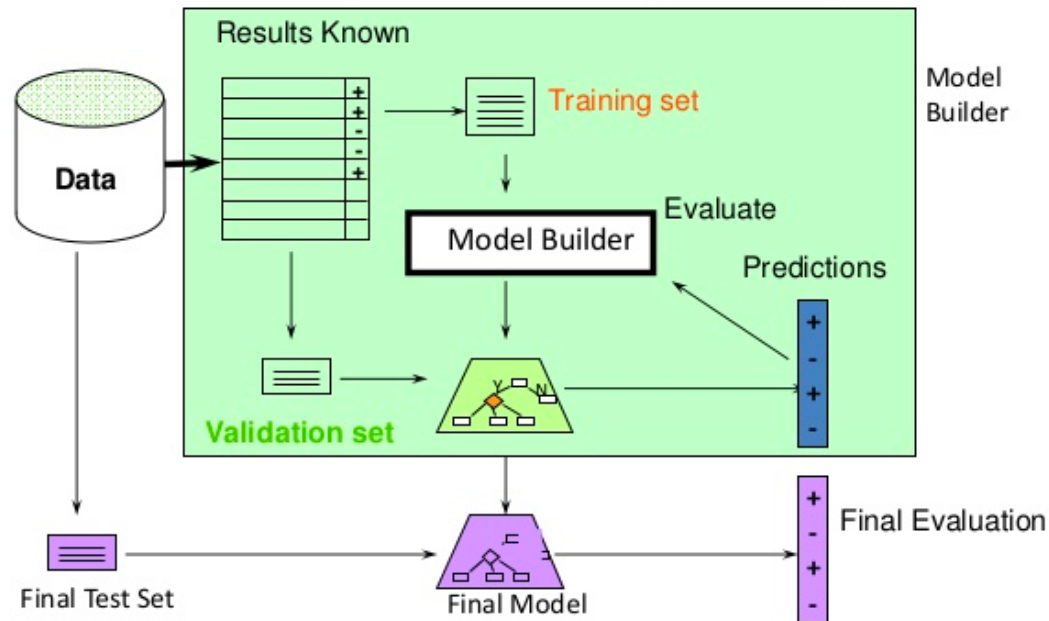 Results Known
Model
Builder
+
+
-
-
+
Training set
Data
Evaluate
Model Builder
Predictions
+
-
+
-
Y
N
Validation set
+
-
+
-
Final Evaluation
Final Test Set
Final Model